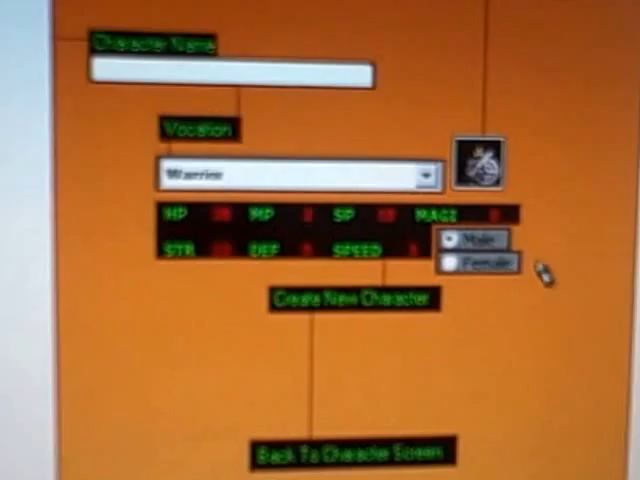 Character Name
Vocation
Warrior
HP MP SP MAGI
Male
STR DEF SPEED
Female
Create New Character
Back To Character Screen